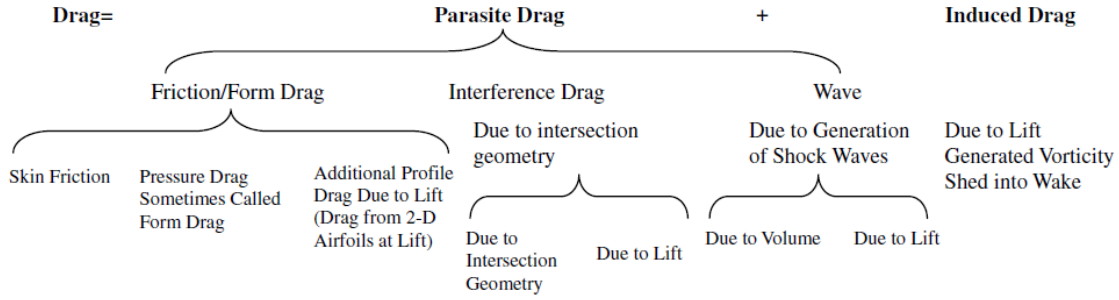 Drag= Parasite Drag + Induced Drag
Friction/Form Drag Interference Drag Wave
Due to intersection
geometry
Due to Generation
of Shock Waves
Due to Lift
Generated Vorticity
Shed into Wake
Skin Friction
Pressure Drag
Sometimes Called
Form Drag
Additional Profile
Drag Due to Lift
(Drag from 2-D
Airfoils at Lift)
Due to
Intersection
Geometry
Due to Lift
Due to Volume
Due to Lift